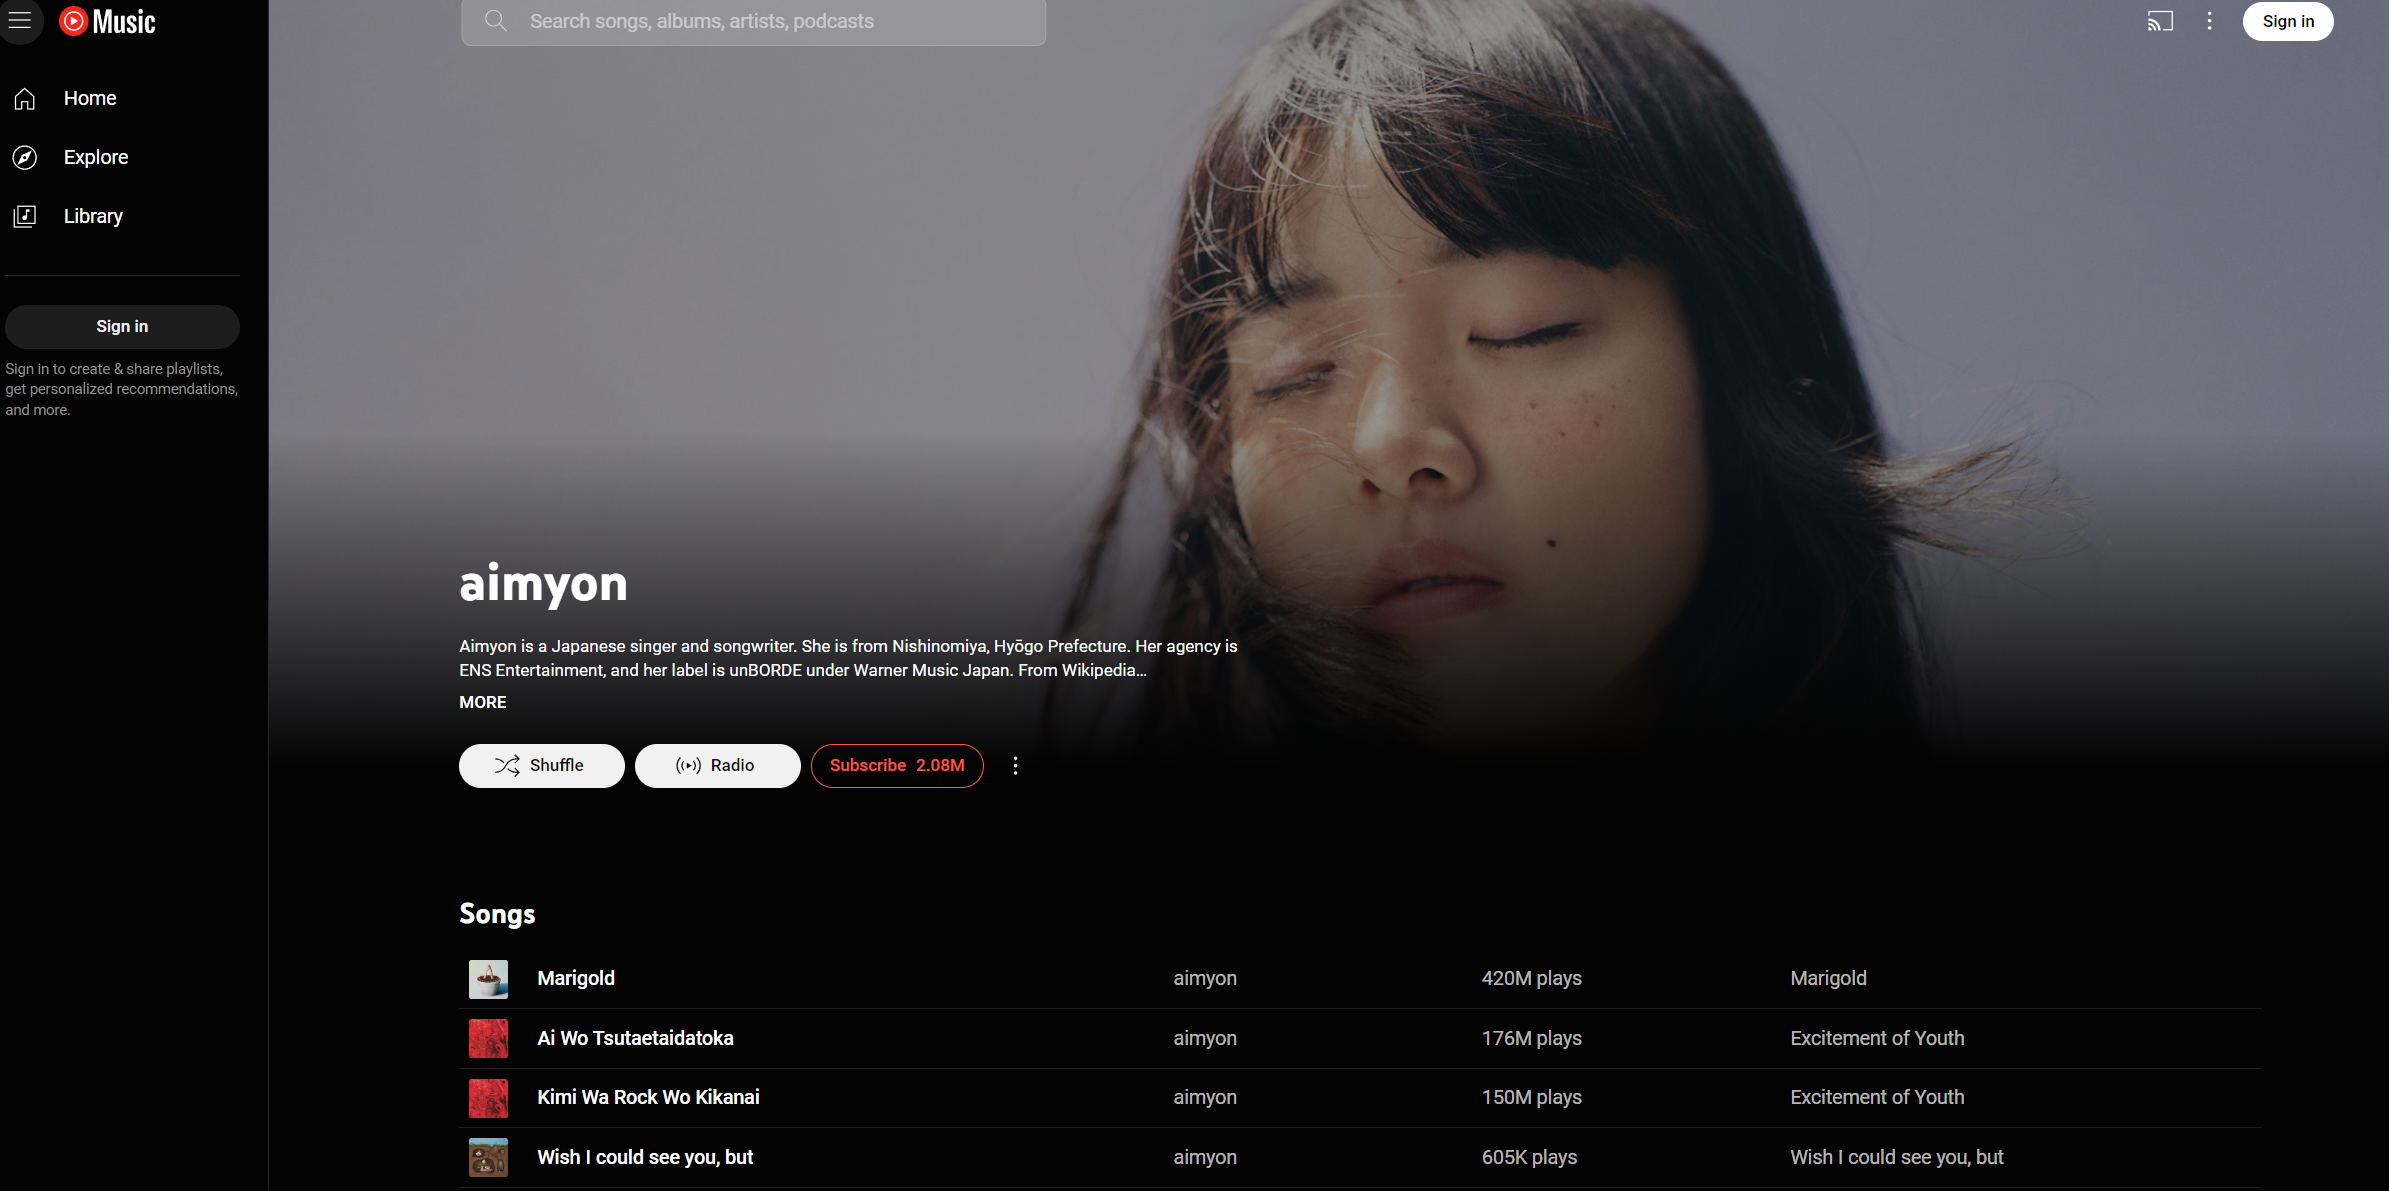 Music
Search songs, albums, artists, podcasts
Sign in
Home
Explore
Library
Sign in
Sign in to create & share playlists,
get personalized recommendations,
and more.
aimyon
Aimyon is a Japanese singer and songwriter. She is from Nishinomiya, Hyōgo Prefecture. Her agency is
ENS Entertainment, and her label is unBORDE under Warner Music Japan. From Wikipedia...
MORE
Shuffle Radio Subscribe 2.08M
Songs
Marigold aimyon 420M plays Marigold
Ai Wo Tsutaetaidatoka aimyon 176M plays Excitement of Youth
Kimi Wa Rock Wo Kikanai aimyon 150M plays Excitement of Youth
Wish I could see you, but aimyon 605K plays Wish I could see you, but